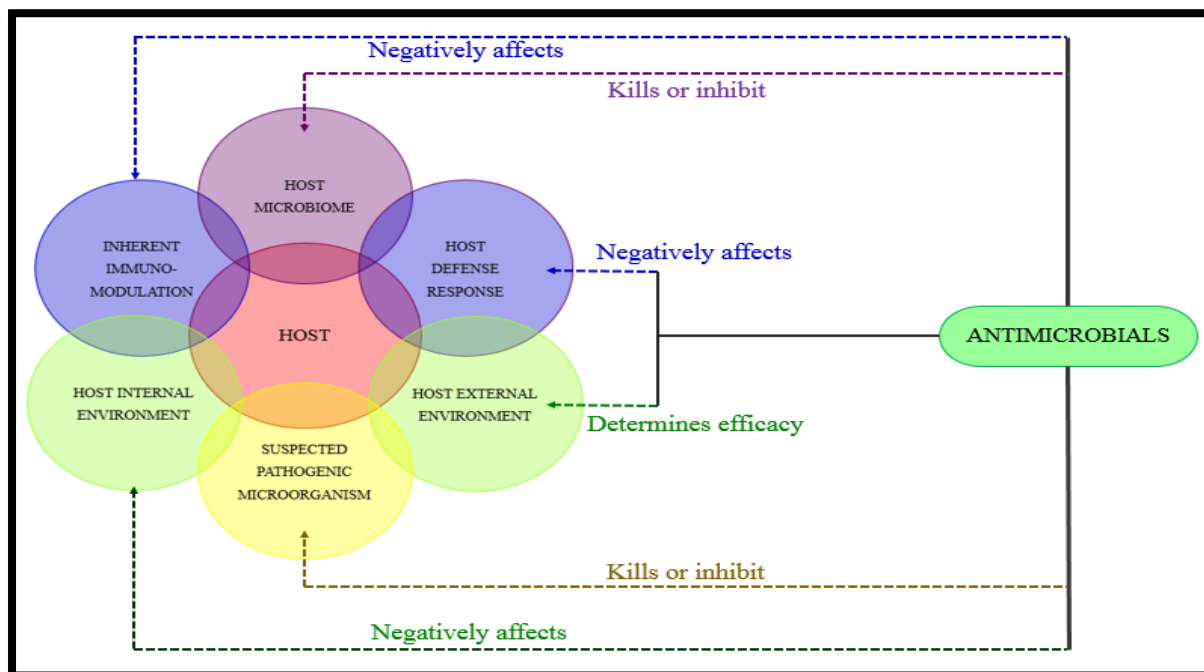 Negatively affects
Kills or inhibit
HOST
MICROBIOME
INHERENT
IMMUNO-
MODULATION
HOST
DEFENSE
RESPONSE
Negatively affects
HOST
ANTIMICROBIALS
HOST INTERNAL
ENVIRONMENT
HOST EXTERNAL
ENVIRONMENT
Determines efficacy
SUSPECTED
PATHOGENIC
MICROORGANISM
Kills or inhibit
Negatively affects